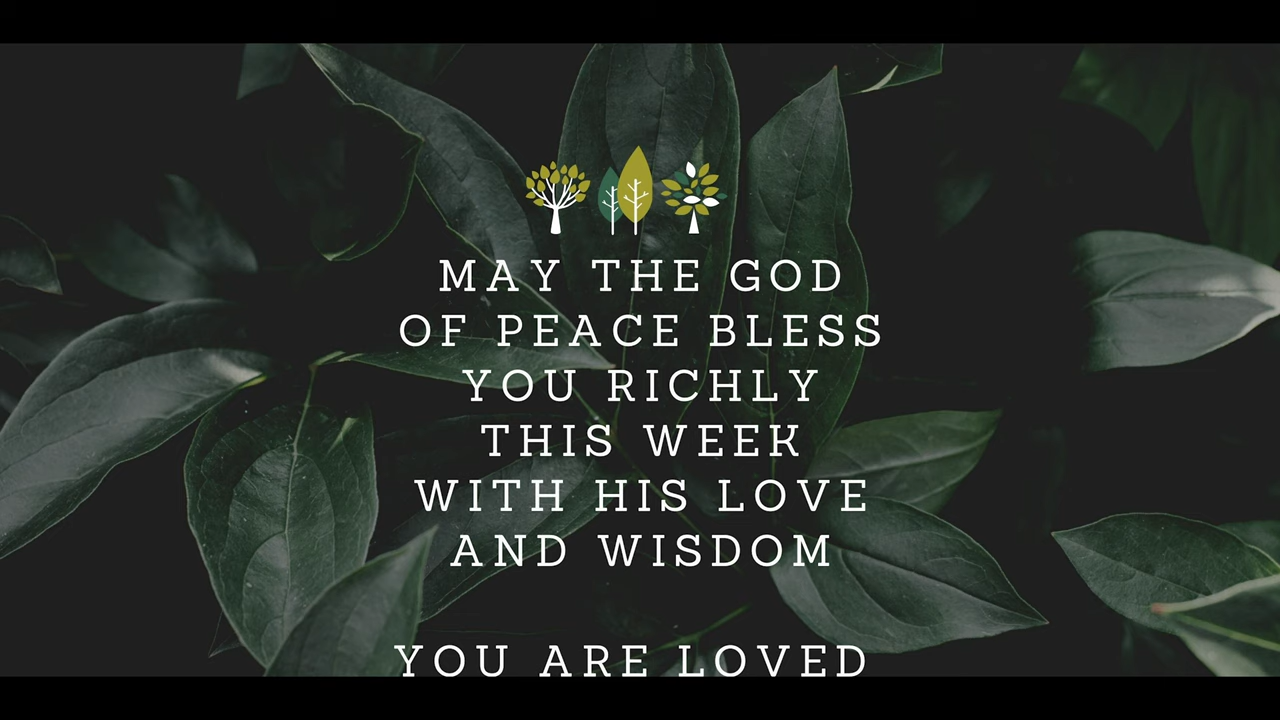 MAY THE GOD
OF PEACE BLESS
YOU RICHLY
THIS WEEK
WITH HIS LOVE
AND WISDOM
YOU ARE LOVED